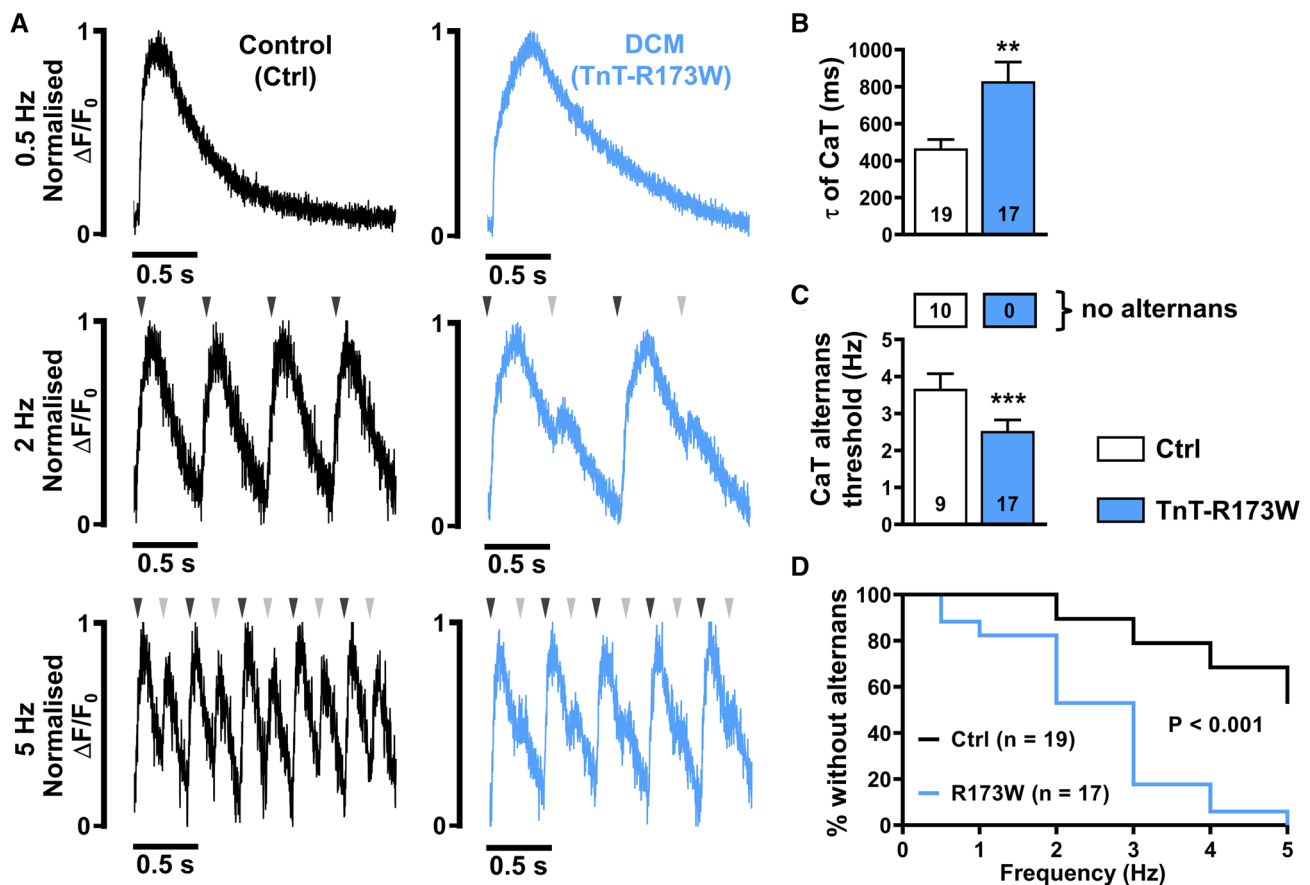 A
Control
(Ctrl)
DCM
(TnT-R173W)
0.5 Hz
Normalised
ΔF/F0
1
0
0.5 s
1
0
0.5 s
2 Hz
Normalised
ΔF/F0
1
0
0.5 s
1
0
0.5 s
5 Hz
Normalised
ΔF/F0
1
0
0.5 s
1
0
0.5 s
B
τ of CaT (ms)
1000
800
600
400
200
0
**
19
17
C
10
0
no alternans
CaT alternans
threshold (Hz)
5
4
3
2
1
0
***
9
17
Ctrl
TnT-R173W
D
% without alternans
100
80
60
40
20
0
P < 0.001
Ctrl (n = 19)
R173W (n = 17)
0 1 2 3 4 5
Frequency (Hz)